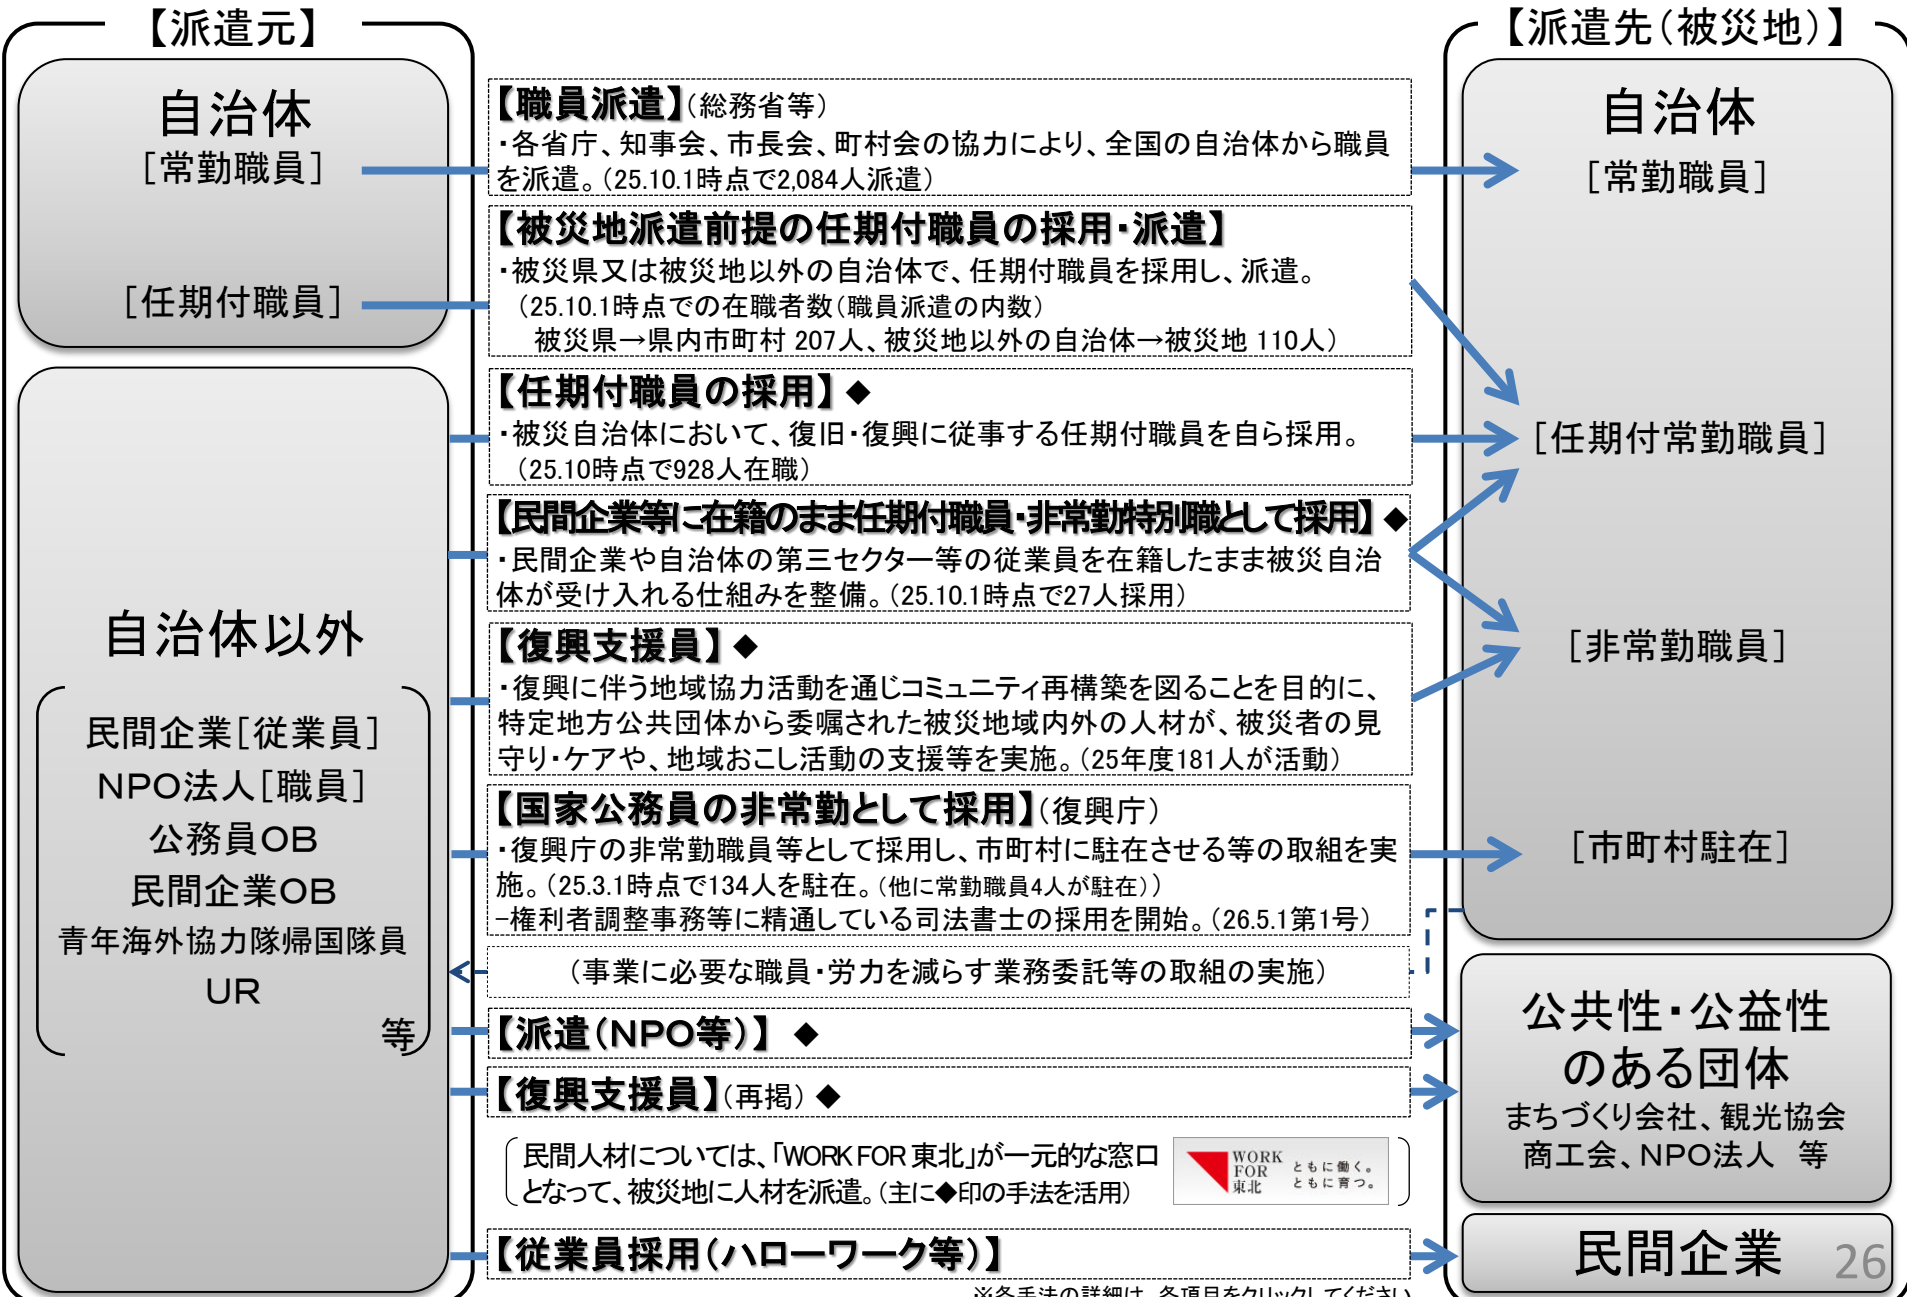 【派遣元】
自治体
［常勤職員］
［任期付職員］
自治体以外
民間企業［従業員］
NPO法人［職員］
公務員OB
民間企業OB
青年海外協力隊帰国隊員
UR
等
【職員派遣】（総務省等）
・各省庁、知事会、市長会、町村会の協力により、全国の自治体から職員
を派遣。（25.10.1時点で2,084人派遣）
【被災地派遣前提の任期付職員の採用・派遣】
・被災県又は被災地以外の自治体で、任期付職員を採用し、派遣。
（25.10.1時点での在職者数（職員派遣の内数）
被災県→県内市町村 207人、被災地以外の自治体→被災地 110人）
【任期付職員の採用】◆
・被災自治体において、復旧・復興に従事する任期付職員を自ら採用。
（25.10時点で928人在職）
【民間企業等に在籍のまま任期付職員・非常勤特別職として採用】◆
・民間企業や自治体の第三セクター等の従業員を在籍したまま被災自治
体が受け入れる仕組みを整備。（25.10.1時点で27人採用）
【復興支援員】◆
・復興に伴う地域協力活動を通じコミュニティ再構築を図ることを目的に、
特定地方公共団体から委嘱された被災地域内外の人材が、被災者の見
守り・ケアや、地域おこし活動の支援等を実施。（25年度181人が活動）
【国家公務員の非常勤として採用】（復興庁）
・復興庁の非常勤職員等として採用し、市町村に駐在させる等の取組を実
施。（25.3.1時点で134人を駐在。（他に常勤職員4人が駐在））
－権利者調整事務等に精通している司法書士の採用を開始。（26.5.1第1号）
（事業に必要な職員・労力を減らす業務委託等の取組の実施）
【派遣（NPO等）】 ◆
【復興支援員】（再掲）◆
民間人材については、「WORK FOR 東北」が一元的な窓口
となって、被災地に人材を派遣。（主に◆印の手法を活用）
WORK
FOR
東北
ともに働く。
ともに育つ。
【従業員採用（ハローワーク等）】
※各手法の詳細は、各項目をクリックしてください
【派遣先（被災地）】
自治体
［常勤職員］
［任期付常勤職員］
［非常勤職員］
［市町村駐在］
公共性・公益性
のある団体
まちづくり会社、観光協会
商工会、NPO法人 等
民間企業
26